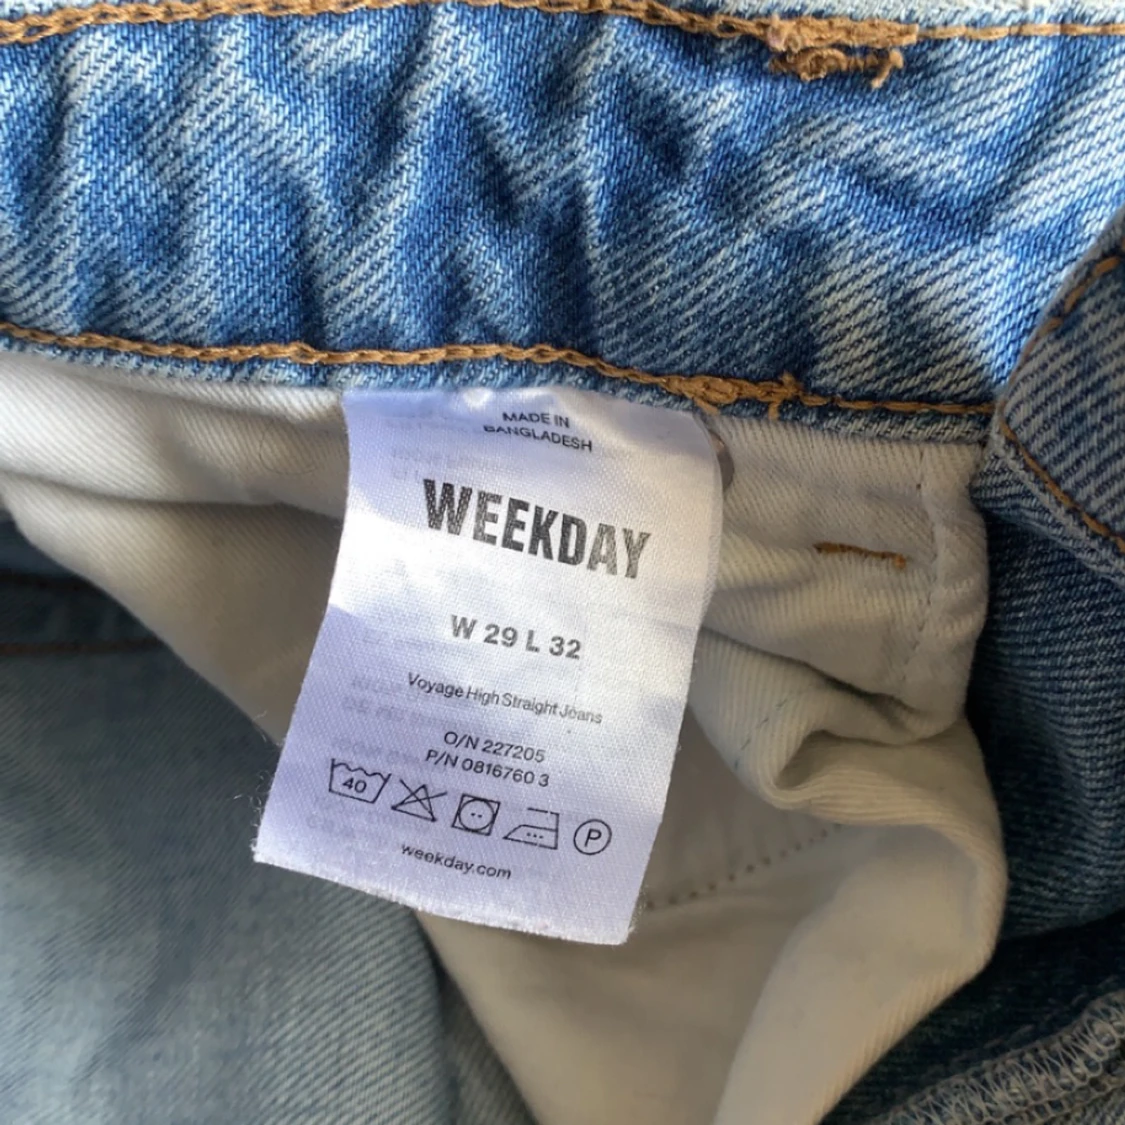 MADE IN
BANGLADESH
WEEKDAY
W 29 L 32
Voyage High Straight Jeans
O/N 227205
P/N 0816760 3
40
P
weekday.com